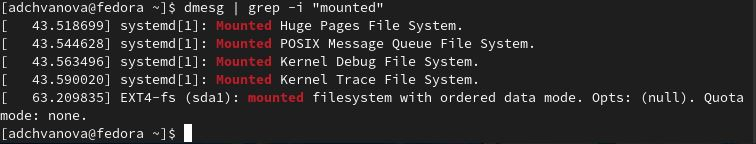 [adchvanova@fedora ~]$ dmesg | grep -i "mounted"
[   43.518699] systemd[1]: Mounted Huge Pages File System.
[   43.544628] systemd[1]: Mounted POSIX Message Queue File System.
[   43.563496] systemd[1]: Mounted Kernel Debug File System.
[   43.590020] systemd[1]: Mounted Kernel Trace File System.
[   63.209835] EXT4-fs (sda1): mounted filesystem with ordered data mode. Opts: (null). Quota
mode: none.
[adchvanova@fedora ~]$